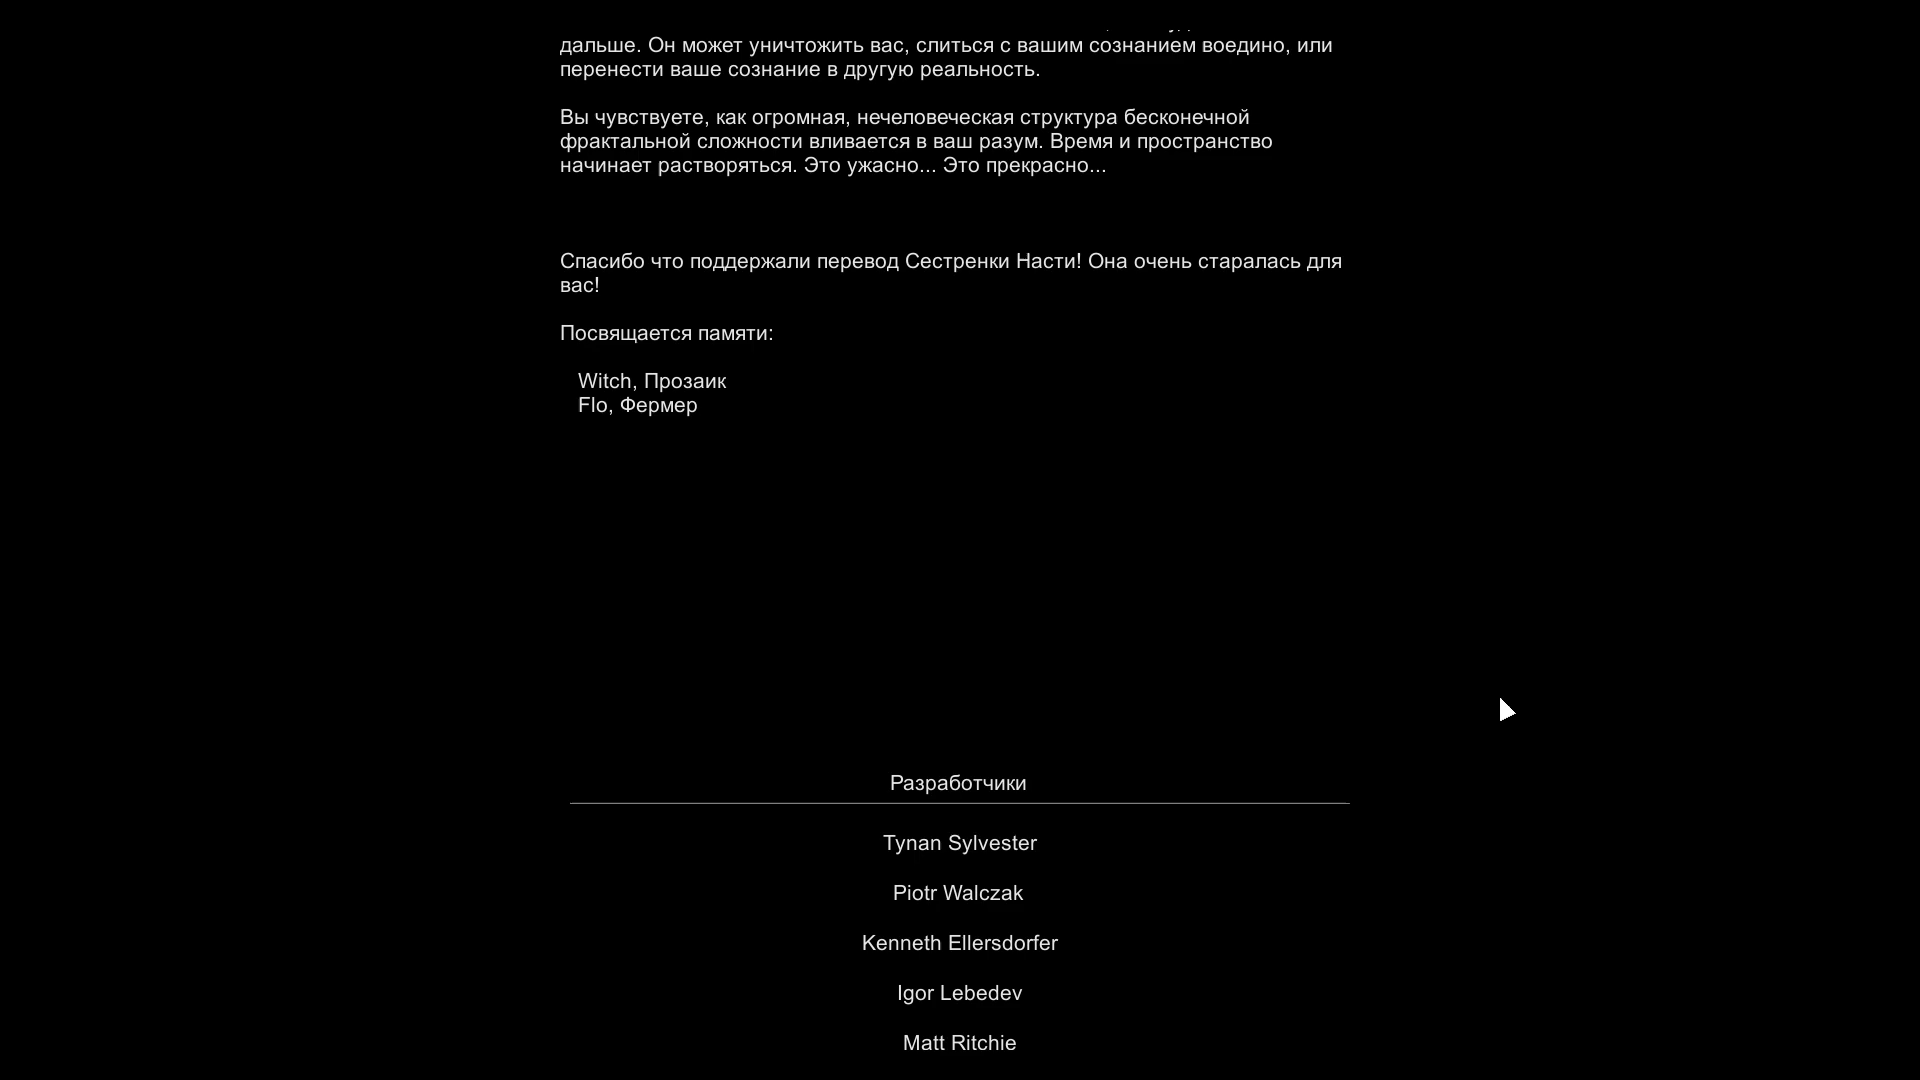 дальше. Он может уничтожить вас, слиться с вашим сознанием воедино, или
перенести ваше сознание в другую реальность.
Вы чувствуете, как огромная, нечеловеческая структура бесконечной
фрактальной сложности вливается в ваш разум. Время и пространство
начинает растворяться. Это ужасно... Это прекрасно...
Спасибо что поддержали перевод Сестренки Насти! Она очень старалась для
вас!
Посвящается памяти:
Witch, Прозаик
Flo, Фермер
Разработчики
Tynan Sylvester
Piotr Walczak
Kenneth Ellersdorfer
Igor Lebedev
Matt Ritchie